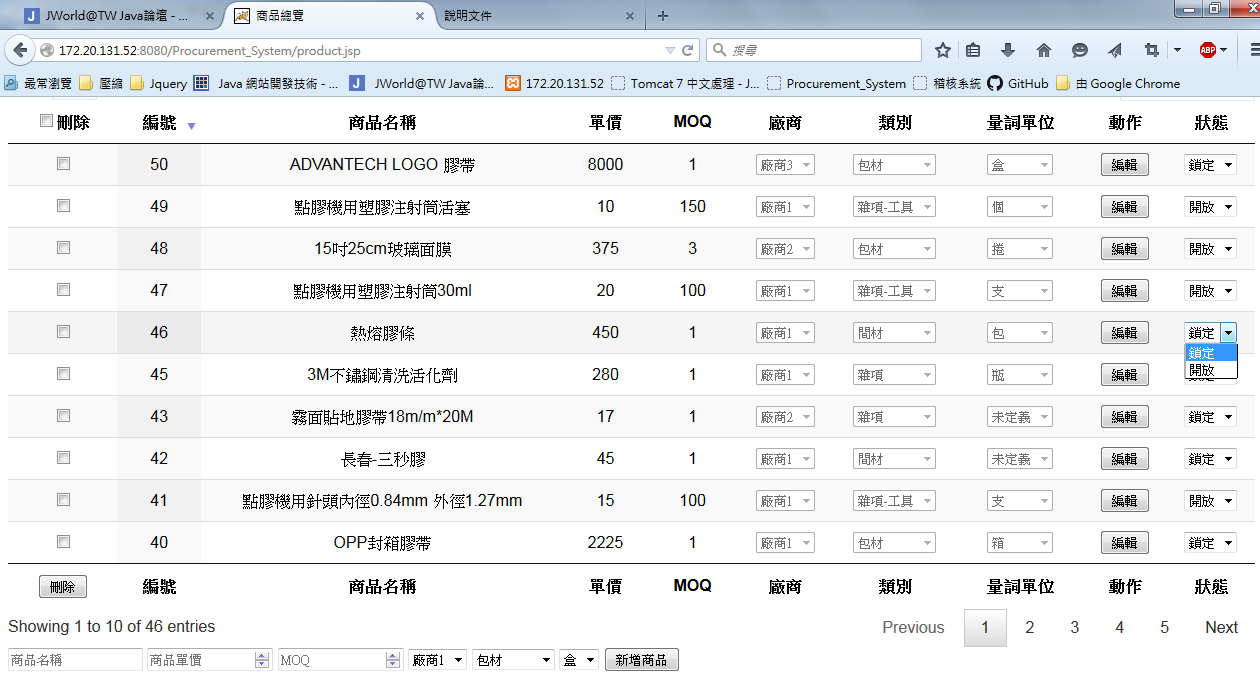 JWorld@TW Java論壇 - ... 商品總覽 說明文件
172.20.131.52:8080/Procurement_System/product.jsp 搜尋 ABP
最常瀏覽 壓縮 Jquery Java 網站開發技術 - ... JWorld@TW Java論... 172.20.131.52 Tomcat 7 中文處理 - J... Procurement_System 稽核系統 GitHub 由 Google Chrome
刪除 編號 商品名稱 單價 MOQ 廠商 類別 量詞單位 動作 狀態
50 ADVANTECH LOGO 膠帶 8000 1 廠商3 包材 盒 編輯 鎖定
49 點膠機用塑膠注射筒活塞 10 150 廠商1 雜項-工具 個 編輯 開放
48 15吋25cm玻璃面膜 375 3 廠商2 包材 捲 編輯 開放
47 點膠機用塑膠注射筒30ml 20 100 廠商1 雜項-工具 支 編輯 開放
46 熱熔膠條 450 1 廠商1 間材 包 編輯 鎖定
鎖定
開放
45 3M不鏽鋼清洗活化劑 280 1 廠商1 雜項 瓶 編輯
43 霧面貼地膠帶18m/m*20M 17 1 廠商2 雜項 未定義 編輯 鎖定
42 長春-三秒膠 45 1 廠商1 間材 未定義 編輯 鎖定
41 點膠機用針頭內徑0.84mm 外徑1.27mm 15 100 廠商1 雜項-工具 支 編輯 開放
40 OPP封箱膠帶 2225 1 廠商1 包材 箱 編輯 鎖定
刪除 編號 商品名稱 單價 MOQ 廠商 類別 量詞單位 動作 狀態
Showing 1 to 10 of 46 entries Previous 1 2 3 4 5 Next
商品名稱 商品單價 MOQ 廠商1 包材 盒 新增商品